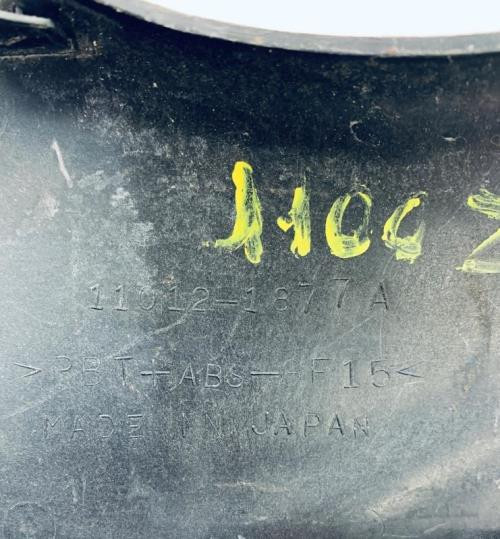 1100
11012-1877A
>PBT+ABS-GF15<
MADE IN JAPAN